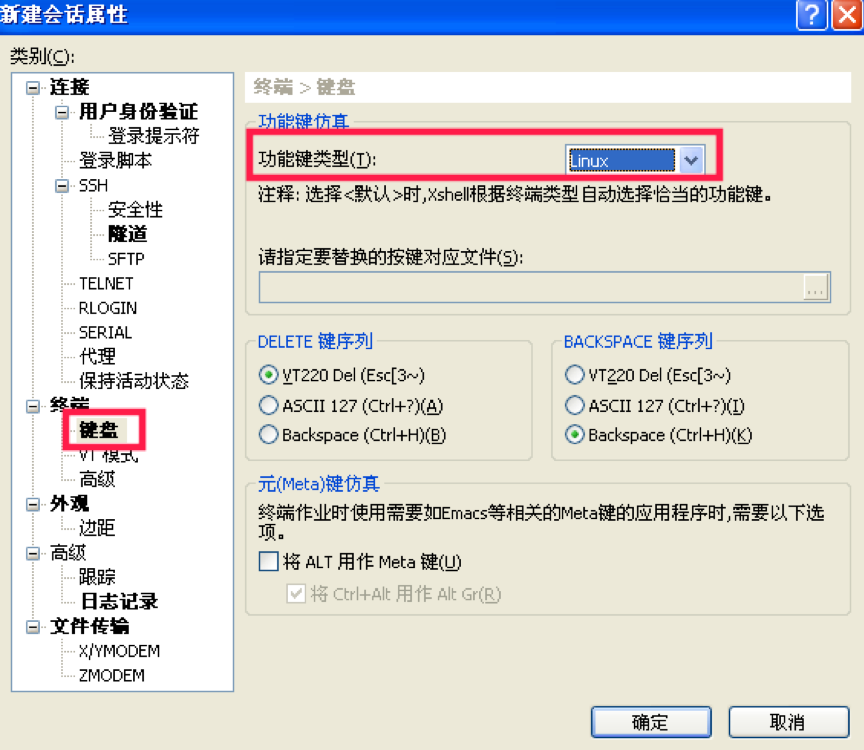 新建会话属性
类别(C):
连接
用户身份验证
登录提示符
登录脚本
SSH
安全性
隧道
SFTP
TELNET
RLOGIN
SERIAL
代理
保持活动状态
终端
键盘
VT 模式
高级
外观
边距
高级
跟踪
日志记录
文件传输
X/YMODEM
ZMODEM
终端 > 键盘
功能键仿真
功能键类型(T):
Linux
注释: 选择<默认>时,Xshell根据终端类型自动选择恰当的功能键。
请指定要替换的按键对应文件(S):
...
DELETE 键序列
VT220 Del (Esc[3~)
ASCII 127 (Ctrl+?)(A)
Backspace (Ctrl+H)(B)
BACKSPACE 键序列
VT220 Del (Esc[3~)
ASCII 127 (Ctrl+?)(I)
Backspace (Ctrl+H)(K)
元(Meta)键仿真
终端作业时使用需要如Emacs等相关的Meta键的应用程序时,需要以下选
项。
将 ALT 用作 Meta 键(U)
将 Ctrl+Alt 用作 Alt Gr(R)
确定
取消